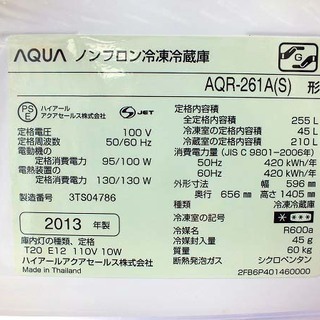 AQUA ノンフロン冷凍冷蔵庫
AQR-261A(S) 形
G
PS
E
ハイアール
アクアセールス株式会社
JET
定格電圧 100 V
定格周波数 50/60 Hz
電動機の
定格消費電力 95/100 W
電熱装置の
定格消費電力 130/130 W
製造番号 3TS04786
2013 年製
庫内灯の種類、定格
T20 E12 110V 10W
ハイアールアクアセールス株式会社
Made in Thailand
定格内容積
全定格内容積 255 L
冷凍室の定格内容積 45 L
冷蔵室の定格内容積 210 L
消費電力量(JIS C 9801-2006年)
50Hz 420 kWh/年
60Hz 420 kWh/年
外形寸法 幅 596 mm
奥行 656 mm 高さ 1405 mm
種類 冷凍冷蔵庫
冷凍室の記号
冷媒名 R600a
冷媒封入量 45 g
質量 60 kg
断熱発泡ガス シクロペンタン
2FB6P401460000